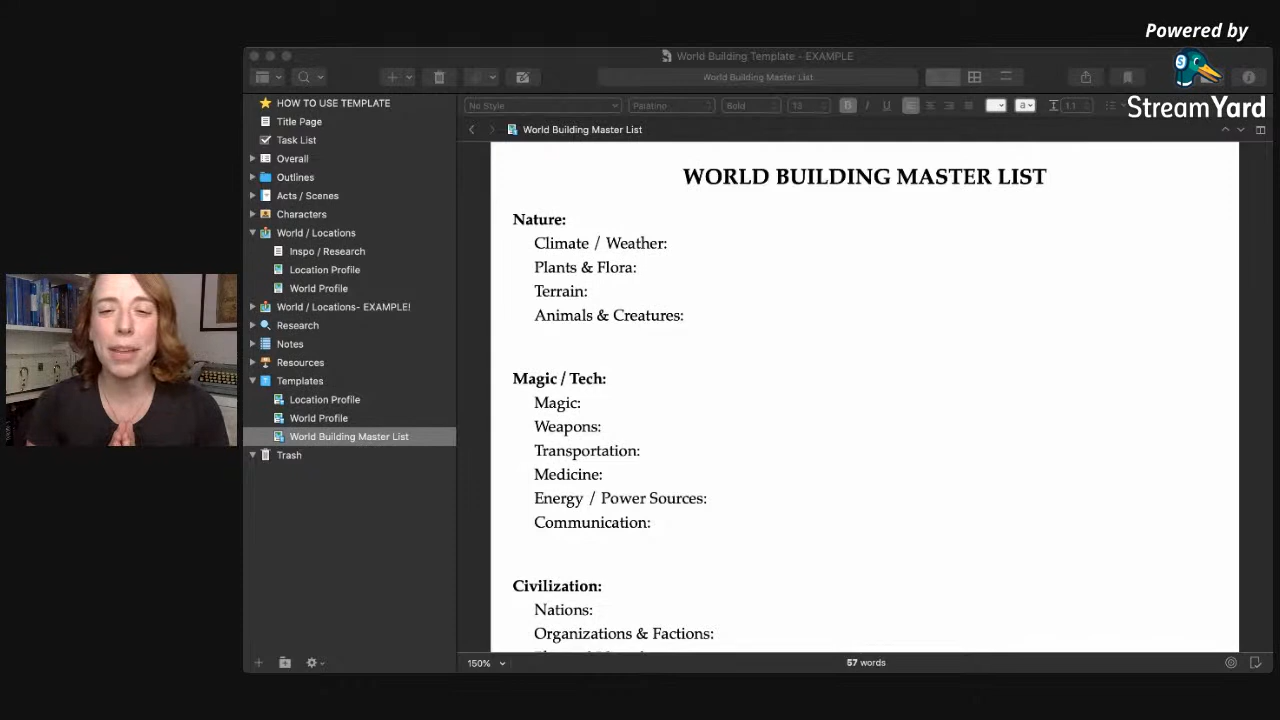 Powered by
StreamYard
World Building Template - EXAMPLE
World Building Master List
No Style
Palatino
Bold
13
B
I
U
a
1.1
World Building Master List
HOW TO USE TEMPLATE
Title Page
Task List
Overall
Outlines
Acts / Scenes
Characters
World / Locations
Inspo / Research
Location Profile
World Profile
World / Locations- EXAMPLE!
Research
Notes
Resources
Templates
Location Profile
World Profile
World Building Master List
Trash
WORLD BUILDING MASTER LIST
Nature:
Climate / Weather:
Plants & Flora:
Terrain:
Animals & Creatures:
Magic / Tech:
Magic:
Weapons:
Transportation:
Medicine:
Energy / Power Sources:
Communication:
Civilization:
Nations:
Organizations & Factions:
150%
57 words